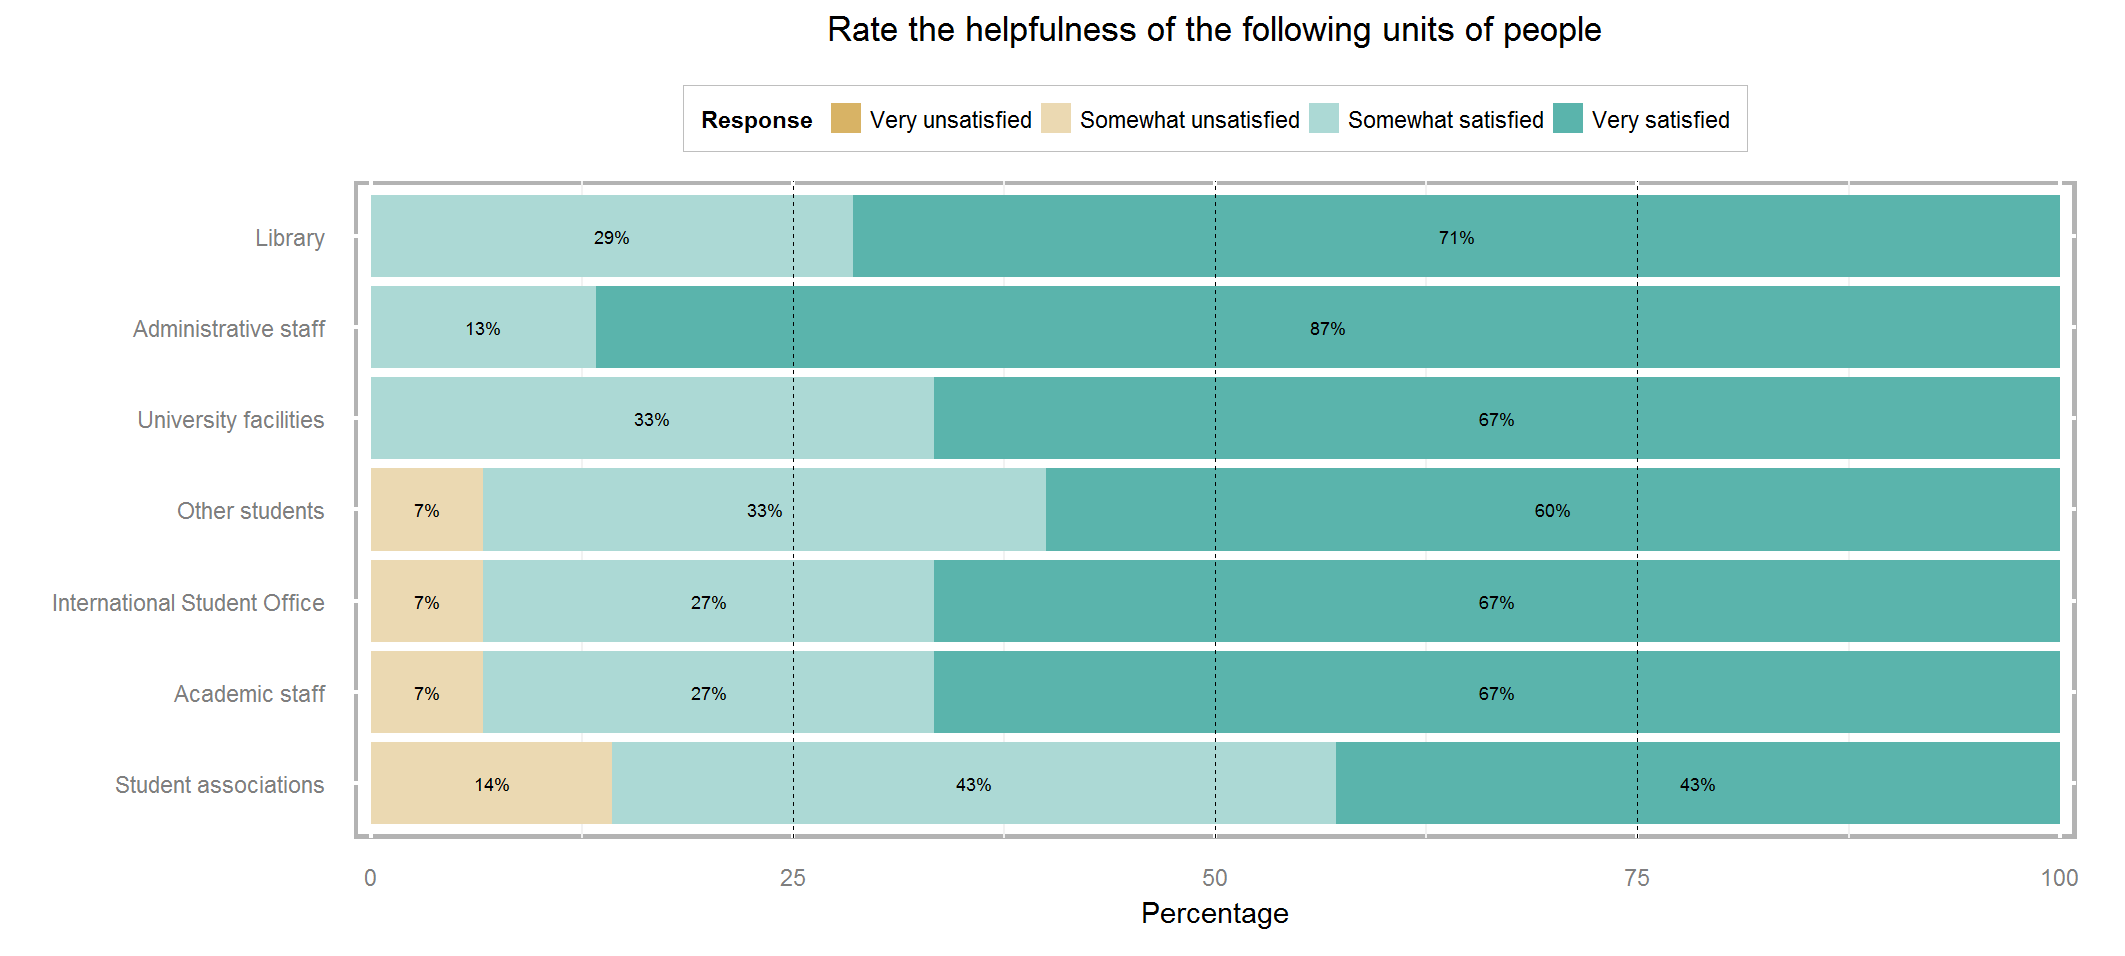 Rate the helpfulness of the following units of people
Response Very unsatisfied Somewhat unsatisfied Somewhat satisfied Very satisfied
Library 29% 71%
Administrative staff 13% 87%
University facilities 33% 67%
Other students 7% 33% 60%
International Student Office 7% 27% 67%
Academic staff 7% 27% 67%
Student associations 14% 43% 43%
0 25 50 75 100
Percentage